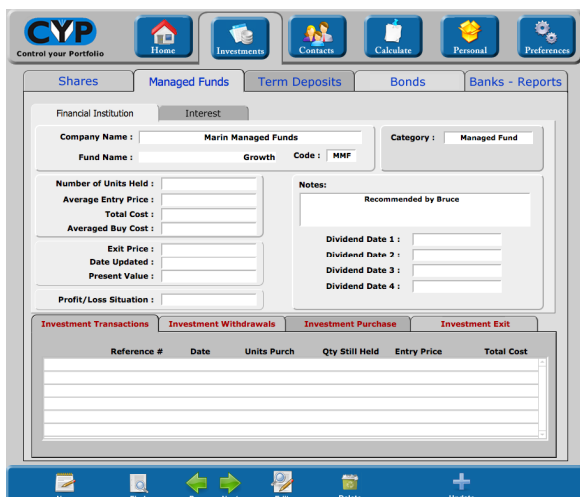 CYP
Control your Portfolio
Home
Investments
Contacts
Calculate
Personal
Preferences
Shares
Managed Funds
Term Deposits
Bonds
Banks - Reports
Financial Institution
Interest
Company Name : Marin Managed Funds
Category : Managed Fund
Fund Name : Growth Code : MMF
Number of Units Held :
Average Entry Price :
Total Cost :
Averaged Buy Cost :
Exit Price :
Date Updated :
Present Value :
Profit/Loss Situation :
Notes:
Recommended by Bruce
Dividend Date 1 :
Dividend Date 2 :
Dividend Date 3 :
Dividend Date 4 :
Investment Transactions
Investment Withdrawals
Investment Purchase
Investment Exit
Reference # Date Units Purch Qty Still Held Entry Price Total Cost
Delete
Update